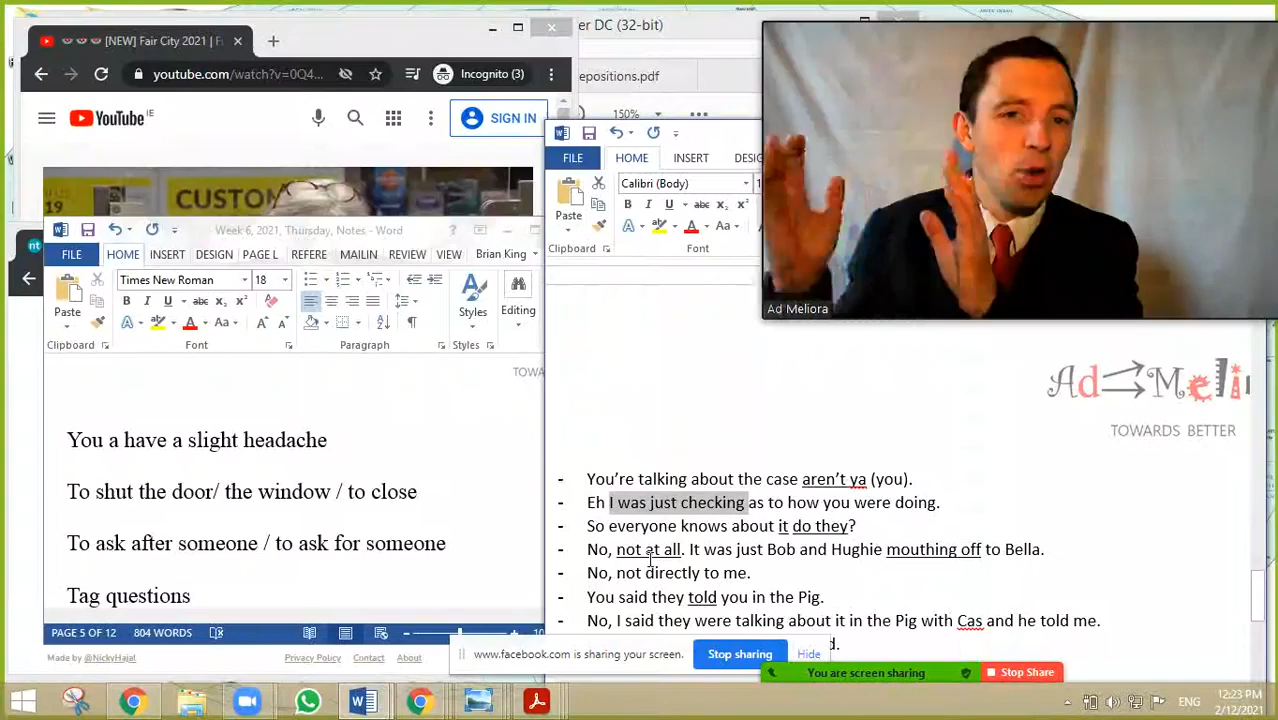 [NEW] Fair City 2021 | F
er DC (32-bit)
youtube.com/watch?v=0Q4...
Incognito (3)
epositions.pdf
150%
YouTube IE
SIGN IN
CUSTOM
19
FILE
HOME
INSERT
DESIG
Calibri (Body)
Paste
Clipboard
Font
Ad Meliora
Week 6, 2021, Thursday, Notes - Word
nt
FILE
HOME
INSERT
DESIGN
PAGE L
REFERE
MAILIN
REVIEW
VIEW
Brian King
Times New Roman
18
Paste
Styles
Editing
Clipboard
Font
Paragraph
Styles
TOWA
Ad Meli
TOWARDS BETTER
You a have a slight headache
To shut the door/ the window / to close
To ask after someone / to ask for someone
Tag questions
- You're talking about the case aren't ya (you).
- Eh I was just checking as to how you were doing.
- So everyone knows about it do they?
- No, not at all. It was just Bob and Hughie mouthing off to Bella.
- No, not directly to me.
- You said they told you in the Pig.
- No, I said they were talking about it in the Pig with Cas and he told me.
d.
PAGE 5 OF 12
804 WORDS
10
Made by @NickyHajal
Privacy Policy
Contact
About
www.facebook.com is sharing your screen.
Stop sharing
Hide
You are screen sharing
Stop Share
ENG
12:23 PM
2/12/2021